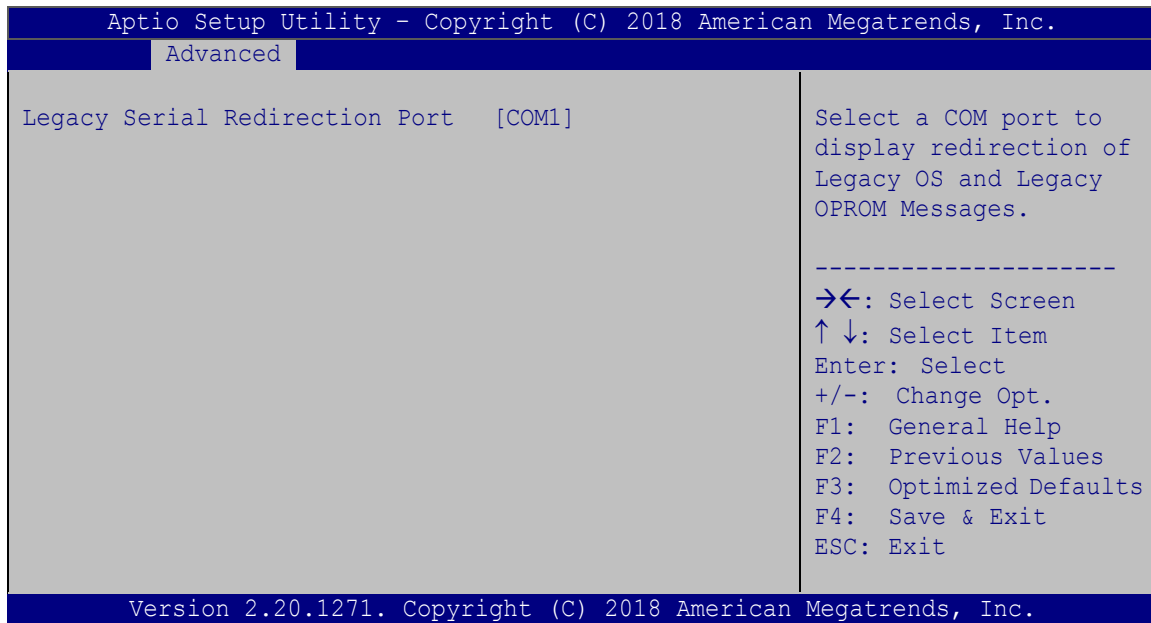 Aptio Setup Utility – Copyright (C) 2018 American Megatrends, Inc.
Advanced
Legacy Serial Redirection Port [COM1]
Select a COM port to
display redirection of
Legacy OS and Legacy
OPROM Messages.
---------------------
→←: Select Screen
↑ ↓: Select Item
Enter: Select
+/-: Change Opt.
F1: General Help
F2: Previous Values
F3: Optimized Defaults
F4: Save & Exit
ESC: Exit
Version 2.20.1271. Copyright (C) 2018 American Megatrends, Inc.